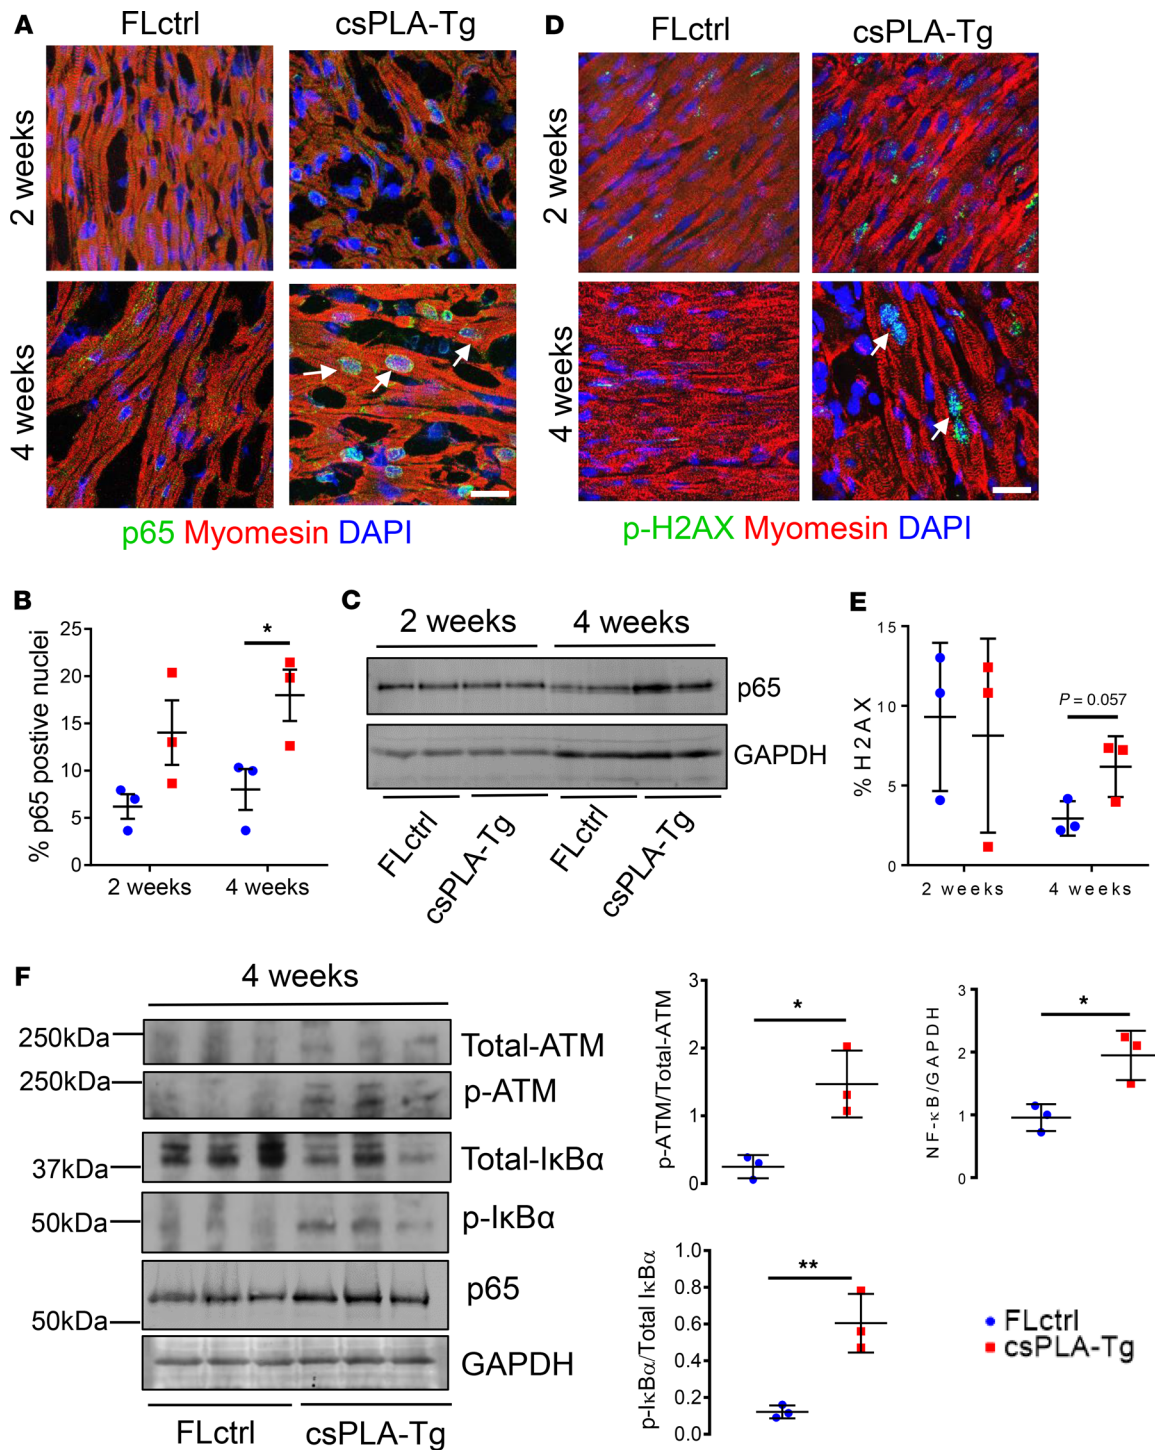 A
FLctrl
csPLA-Tg
2 weeks
4 weeks
p65 Myomesin DAPI
D
FLctrl
csPLA-Tg
2 weeks
4 weeks
p-H2AX Myomesin DAPI
B
% p65 postive nuclei
25
20
15
10
5
0
*
2 weeks
4 weeks
C
2 weeks
4 weeks
p65
GAPDH
FLctrl
csPLA-Tg
FLctrl
csPLA-Tg
E
% H2AX
15
10
5
0
P = 0.057
2 weeks
4 weeks
F
4 weeks
250kDa
Total-ATM
250kDa
p-ATM
Total-IκBα
37kDa
p-IκBα
50kDa
p65
50kDa
GAPDH
FLctrl
csPLA-Tg
p-ATM/Total-ATM
3
2
1
0
*
NF-κB/GAPDH
3
2
1
0
*
p-IκBα/Total IκBα
1.0
0.8
0.6
0.4
0.2
0.0
**
FLctrl
csPLA-Tg